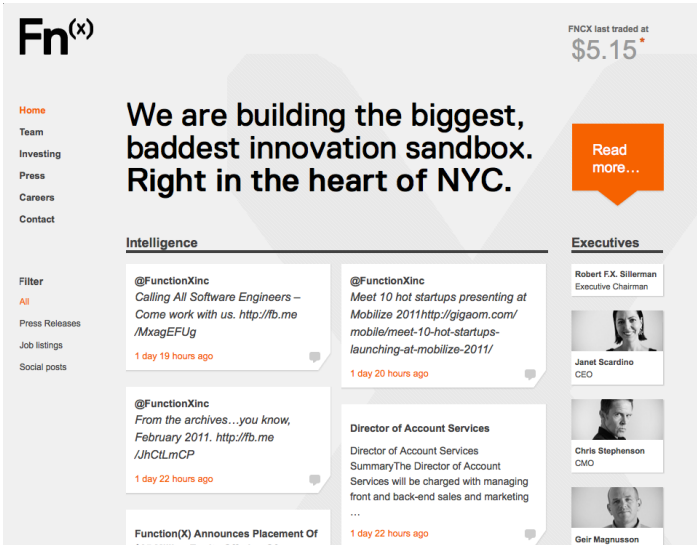 Fn(x)
FNCX last traded at
$5.15*
Home
Team
Investing
Press
Careers
Contact
We are building the biggest,
baddest innovation sandbox.
Right in the heart of NYC.
Read
more…
Filter
All
Press Releases
Job listings
Social posts
Intelligence
@FunctionXinc
Calling All Software Engineers –
Come work with us. http://fb.me
/MxagEFUg
1 day 19 hours ago
@FunctionXinc
From the archives…you know,
February 2011. http://fb.me
/JhCtLmCP
1 day 22 hours ago
Function(X) Announces Placement Of
@FunctionXinc
Meet 10 hot startups presenting at
Mobilize 2011http://gigaom.com/
mobile/meet-10-hot-startups-
launching-at-mobilize-2011/
1 day 20 hours ago
Director of Account Services
Director of Account Services
SummaryThe Director of Account
Services will be charged with managing
front and back-end sales and marketing
…
1 day 22 hours ago
Executives
Robert F.X. Sillerman
Executive Chairman
Janet Scardino
CEO
Chris Stephenson
CMO
Geir Magnusson